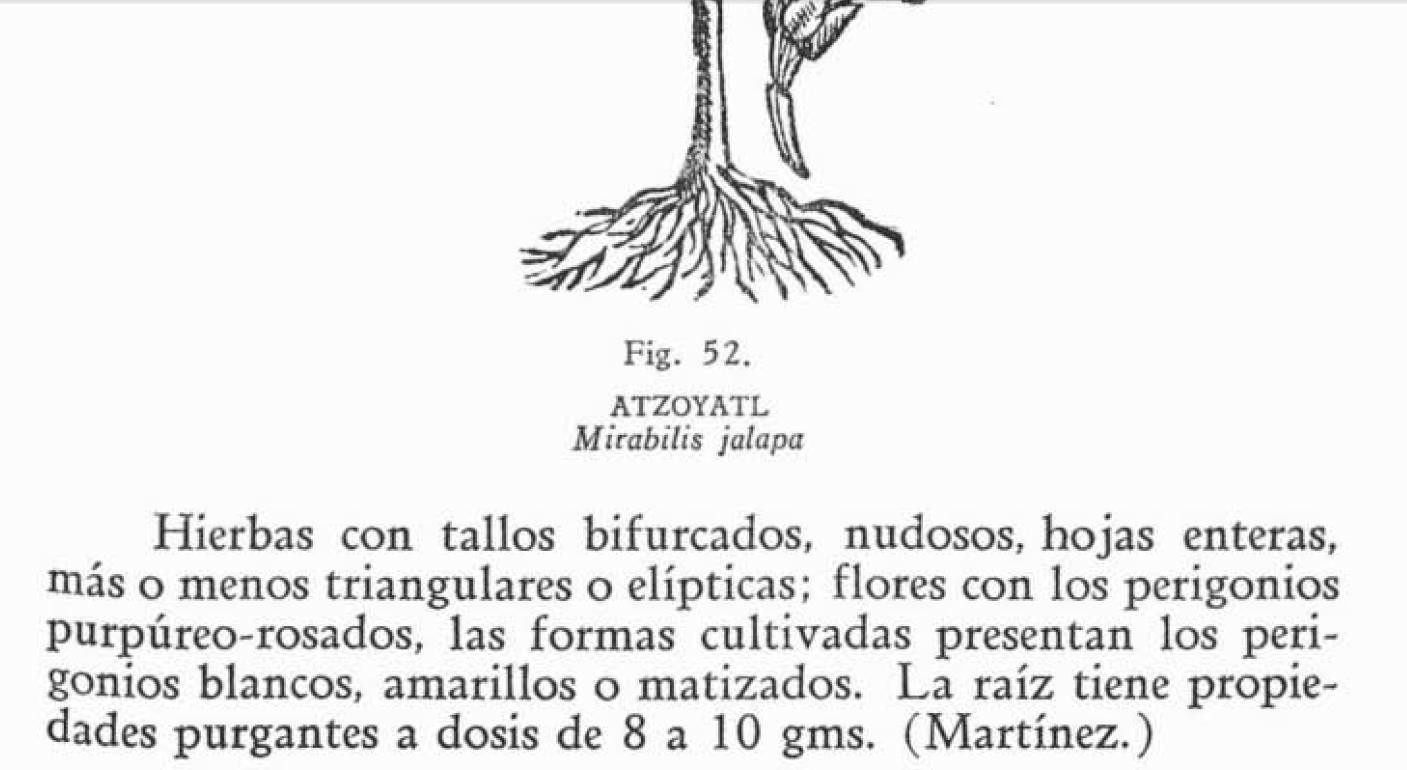 Fig. 52.
ATZOYATL
Mirabilis jalapa
Hierbas con tallos bifurcados, nudosos, hojas enteras,
más o menos triangulares o elípticas; flores con los perigonios
purpúreo-rosados, las formas cultivadas presentan los peri-
gonios blancos, amarillos o matizados. La raíz tiene propie-
dades purgantes a dosis de 8 a 10 gms. (Martínez.)